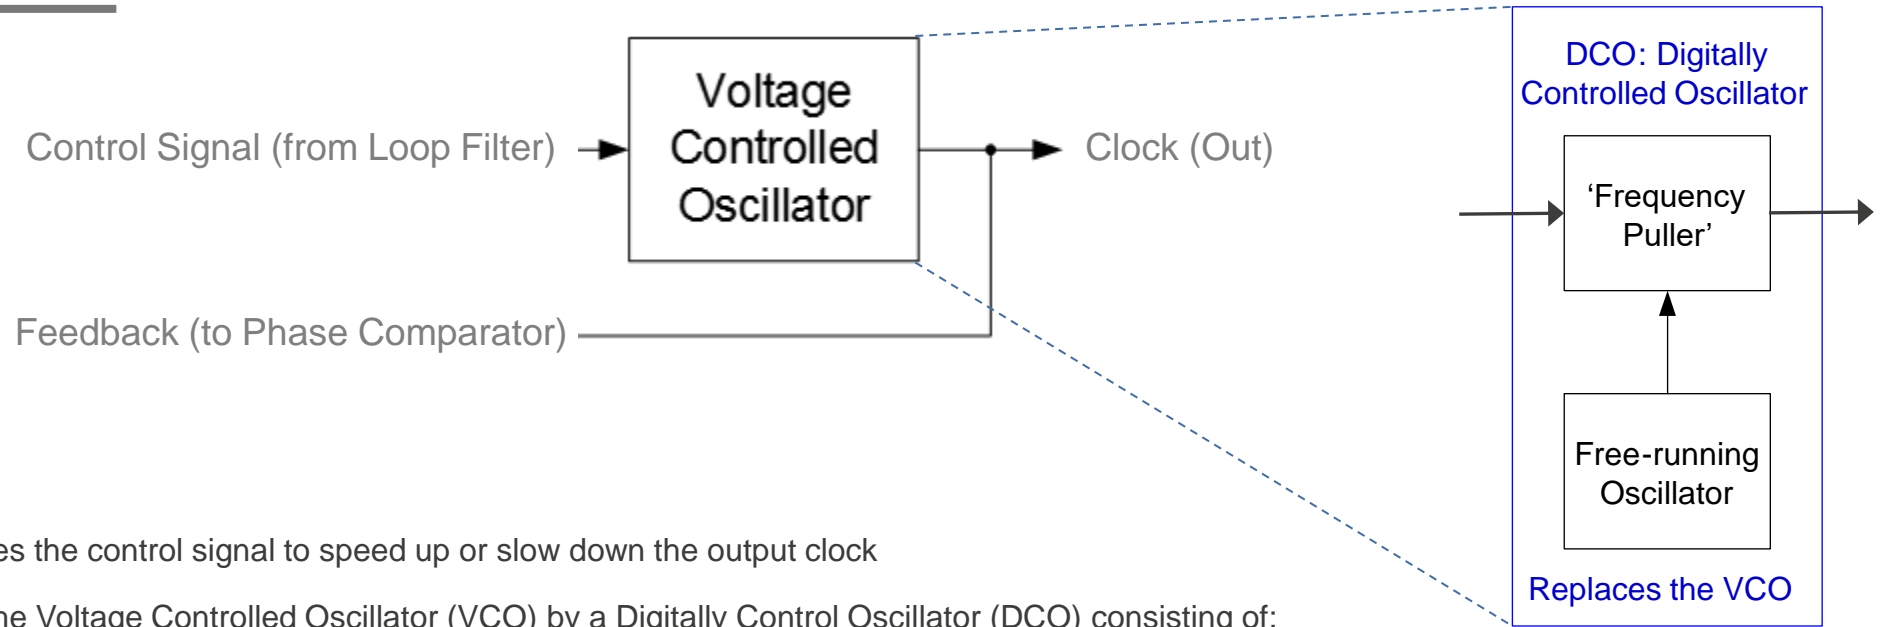 DCO: Digitally
Controlled Oscillator
Voltage
Controlled
Oscillator
Control Signal (from Loop Filter)
Clock (Out)
‘Frequency
Puller’
Feedback (to Phase Comparator)
Free-running
Oscillator
Replaces the VCO
the control signal to speed up or slow down the output clock
Voltage Controlled Oscillator (VCO) by a Digitally Control Oscillator (DCO) consisting of: